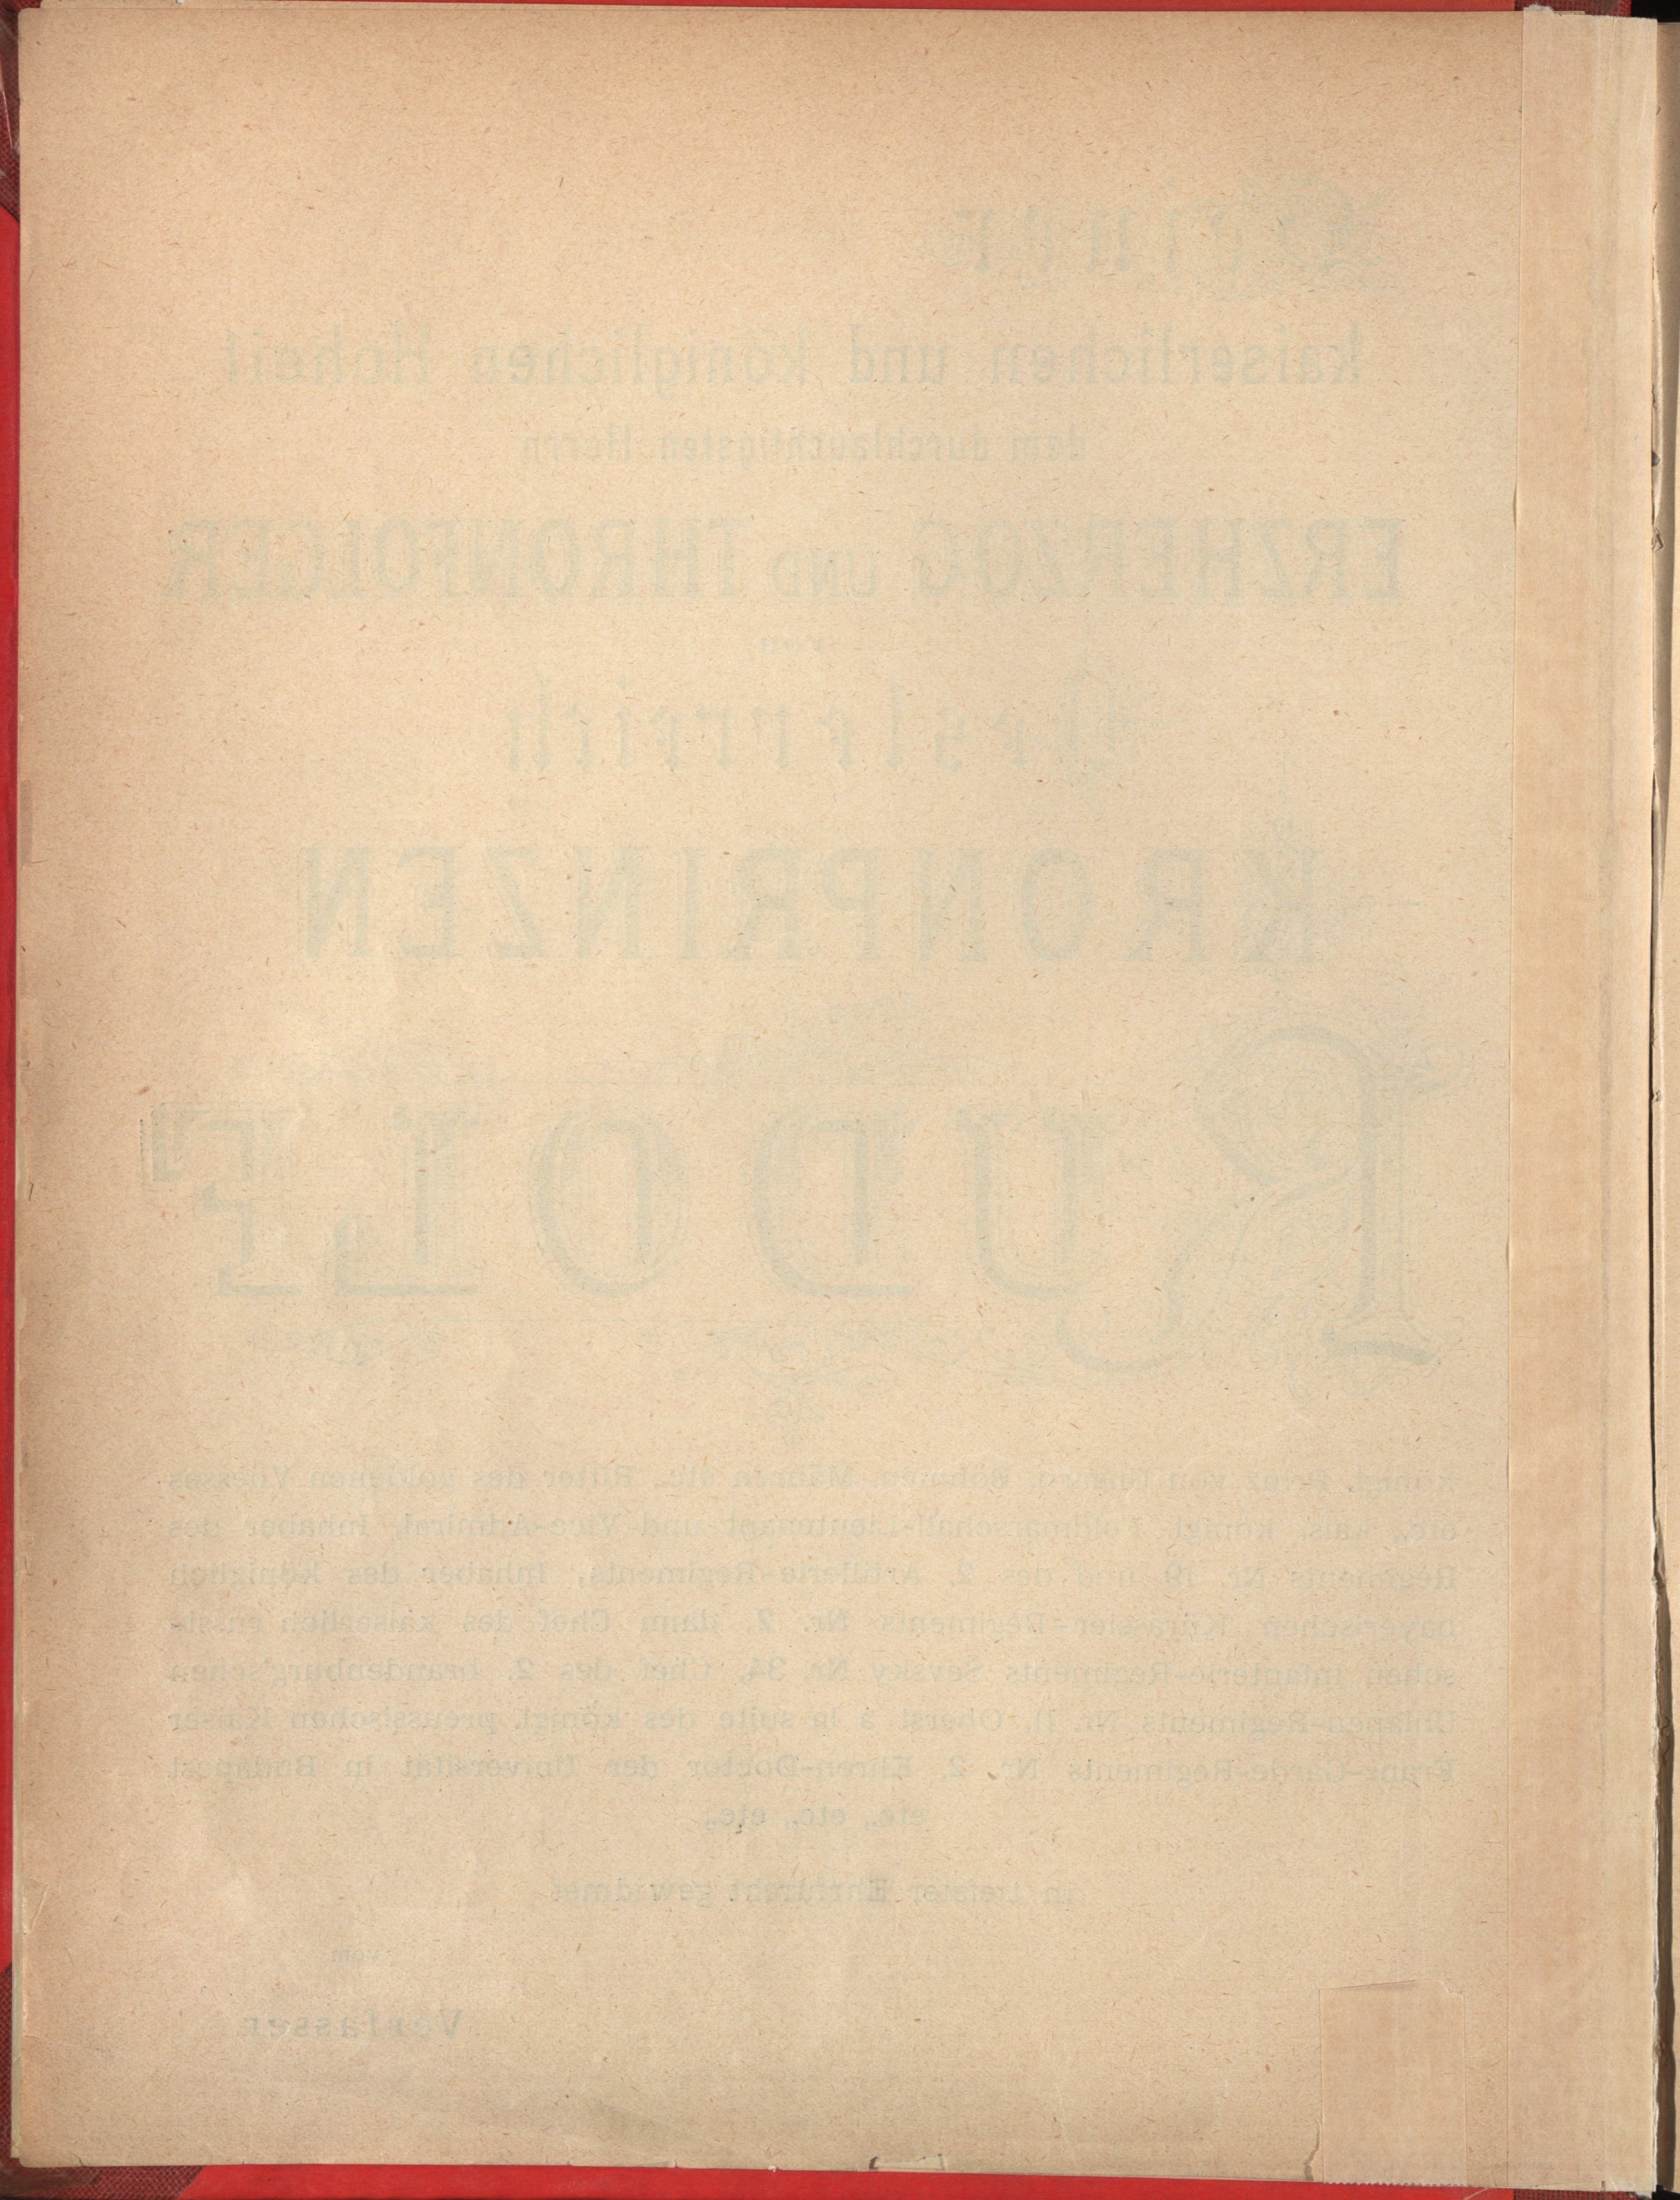 Seiner
kaiserlichen und königlichen Hoheit
dem durchlauchtigsten Herrn
ERZHERZOG UND THRONFOLGER
von
Oesterreich
KRONPRINZEN
RUDOLF
königl. Prinz von Ungarn, Böhmen, Mähren etc., Ritter des goldenen Vliesses
etc., kais. königl. Feldmarschall-Lieutenant und Vice-Admiral, Inhaber des
Regiments Nr. 19 und des 2. Artillerie-Regiments, Inhaber des königlich
bayerischen Kürassier-Regiments Nr. 2, dann Chef des kaiserlich russi-
schen Infanterie-Regiments Sevsky Nr. 34, Chef des 2. brandenburg'schen
Uhlanen-Regiments Nr. 11, Oberst à la suite des königl. preussischen Kaiser
Franz-Garde-Regiments Nr. 2, Ehren-Doctor der Universität in Budapest
etc., etc., etc.,
in tiefster Ehrfurcht gewidmet
vom
Verfasser